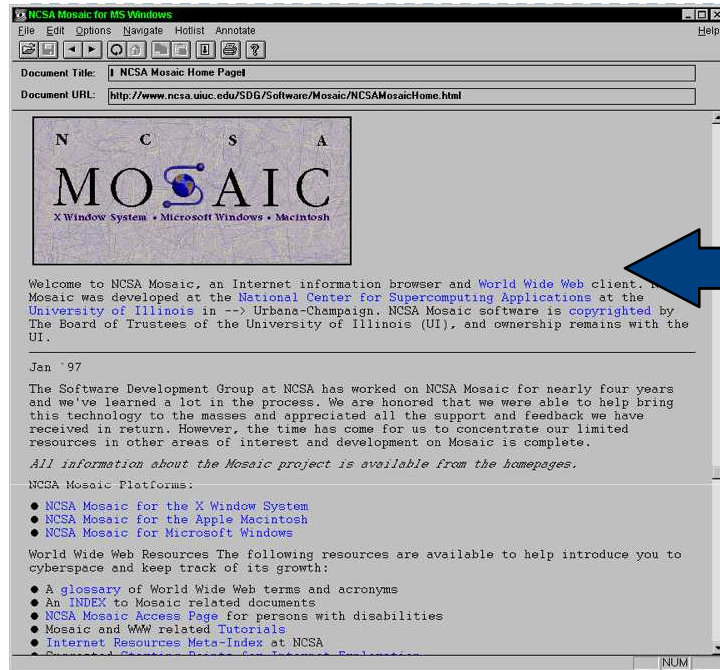 NCSA Mosaic for MS Windows
File Edit Options Navigate Hotlist Annotate Help
Document Title: NCSA Mosaic Home Page
Document URL: http://www.ncsa.uiuc.edu/SDG/Software/Mosaic/NCSAMosaicHome.html
N C S A
MOSAIC
X Window System • Microsoft Windows • Macintosh
Welcome to NCSA Mosaic, an Internet information browser and World Wide Web client.
Mosaic was developed at the National Center for Supercomputing Applications at the
University of Illinois in --> Urbana-Champaign. NCSA Mosaic software is copyrighted by
The Board of Trustees of the University of Illinois (UI), and ownership remains with the
UI.
Jan `97
The Software Development Group at NCSA has worked on NCSA Mosaic for nearly four years
and we've learned a lot in the process. We are honored that we were able to help bring
this technology to the masses and appreciated all the support and feedback we have
received in return. However, the time has come for us to concentrate our limited
resources in other areas of interest and development on Mosaic is complete.
All information about the Mosaic project is available from the homepages.
NCSA Mosaic Platforms:
● NCSA Mosaic for the X Window System
● NCSA Mosaic for the Apple Macintosh
● NCSA Mosaic for Microsoft Windows
World Wide Web Resources The following resources are available to help introduce you to
cyberspace and keep track of its growth:
● A glossary of World Wide Web terms and acronyms
● An INDEX to Mosaic related documents
● NCSA Mosaic Access Page for persons with disabilities
● Mosaic and WWW related Tutorials
● Internet Resources Meta-Index at NCSA
● Suggested Starting Points for Internet Exploration
NUM